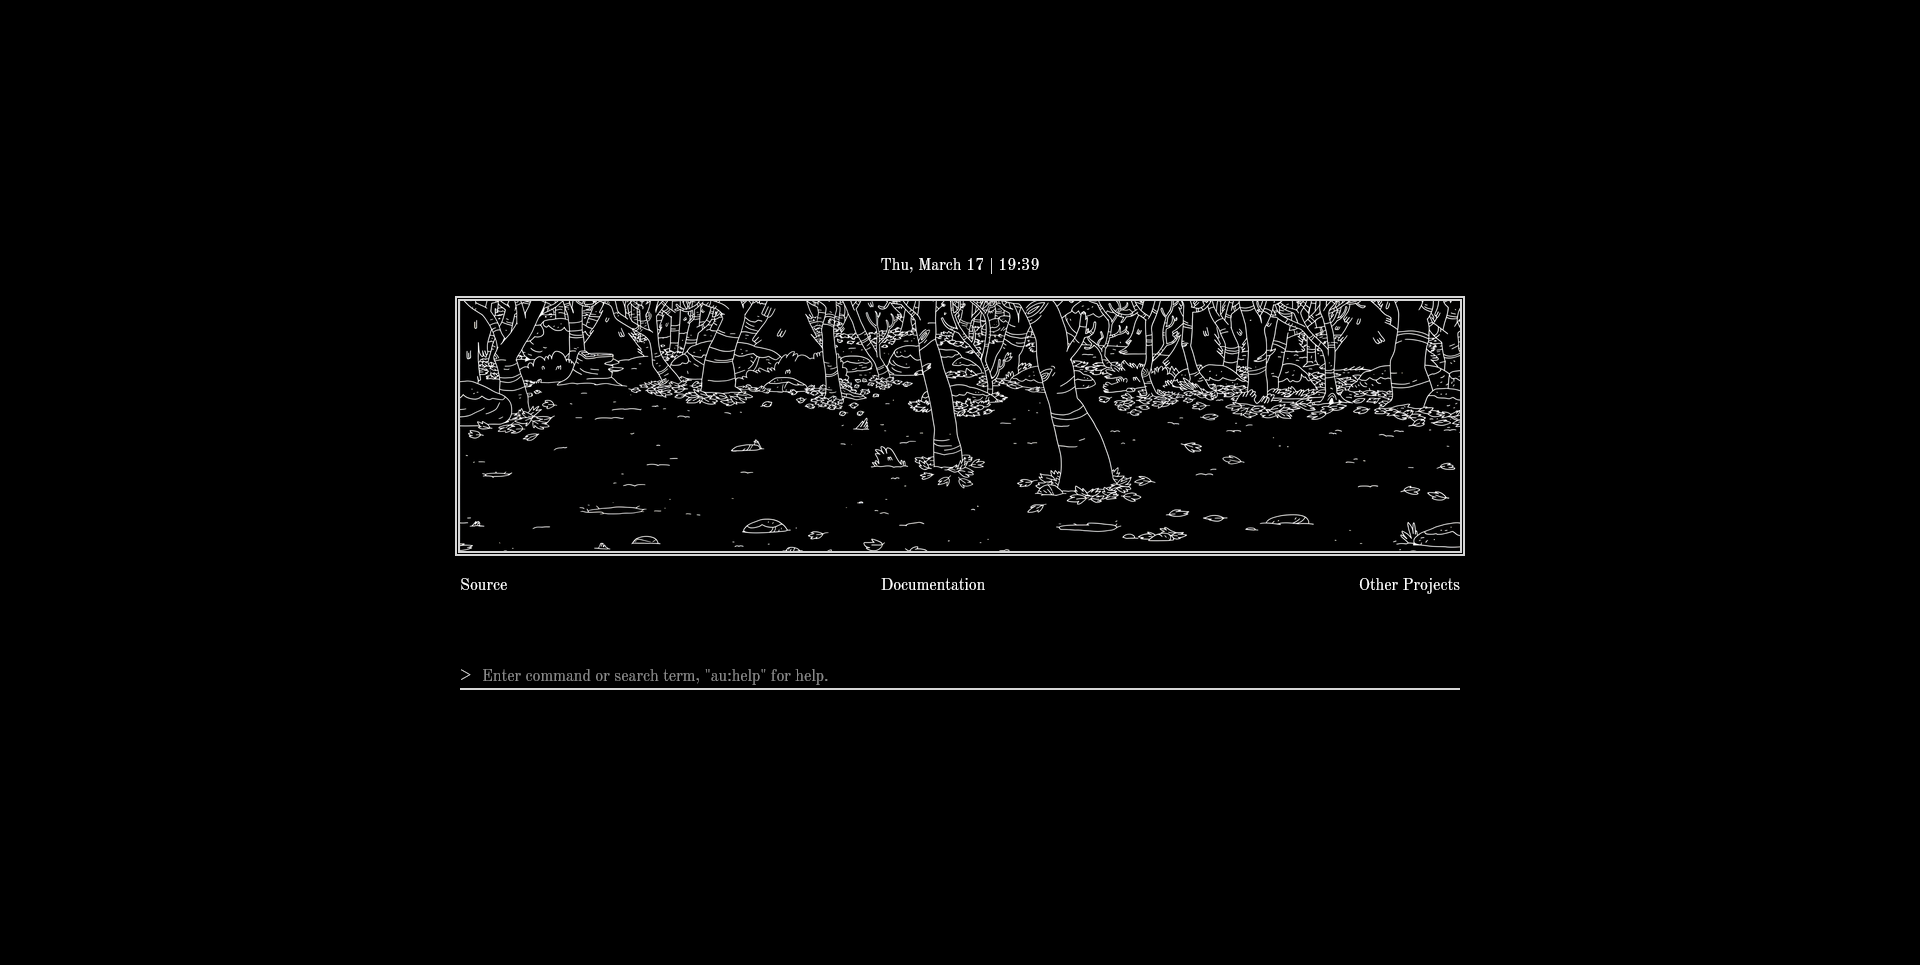 Thu, March 17 | 19:39
Source
Documentation
Other Projects
> Enter command or search term, "au:help" for help.